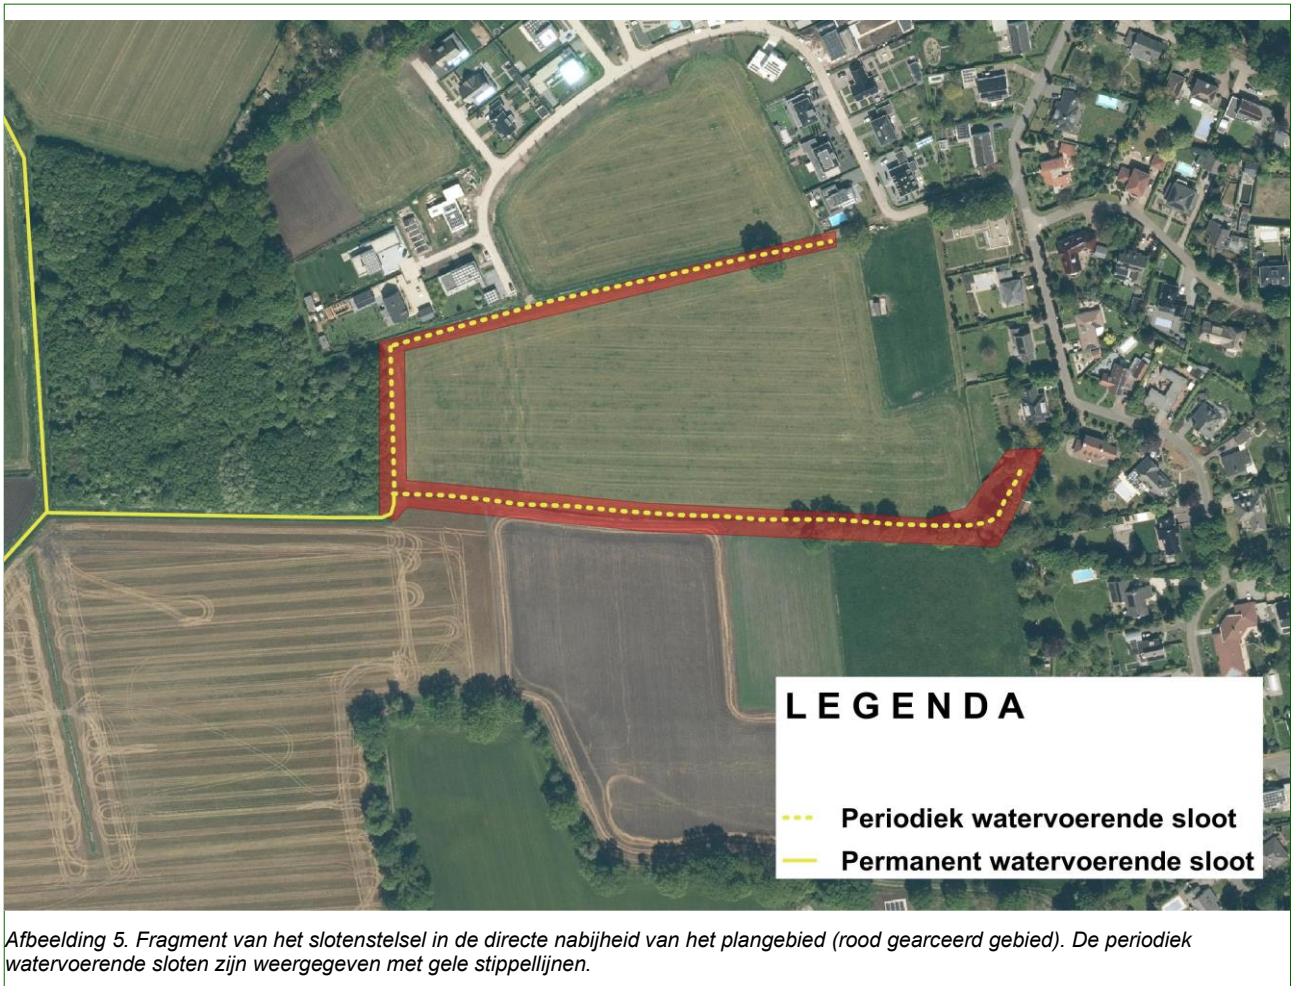 L E G E N D A
Periodiek watervoerende sloot
Permanent watervoerende sloot
Afbeelding 5. Fragment van het slotenstelsel in de directe nabijheid van het plangebied (rood gearceerd gebied). De periodiek
watervoerende sloten zijn weergegeven met gele stippellijnen.